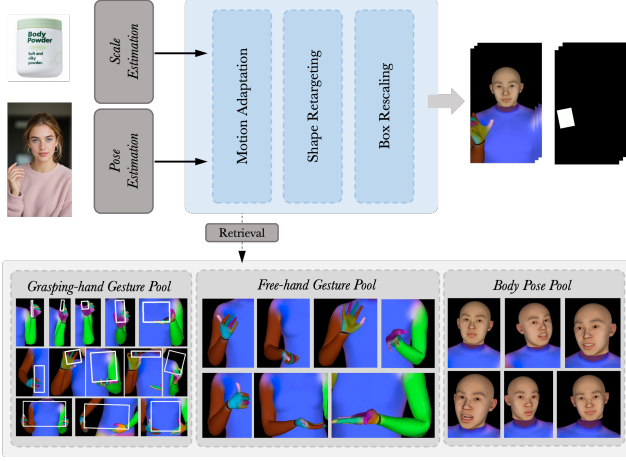 Body
Powder
Soft and
silky
powder.
Scale
Estimation
Pose
Estimation
Motion Adaptation
Shape Retargeting
Box Rescaling
Retrieval
Grasping-hand Gesture Pool
Free-hand Gesture Pool
Body Pose Pool